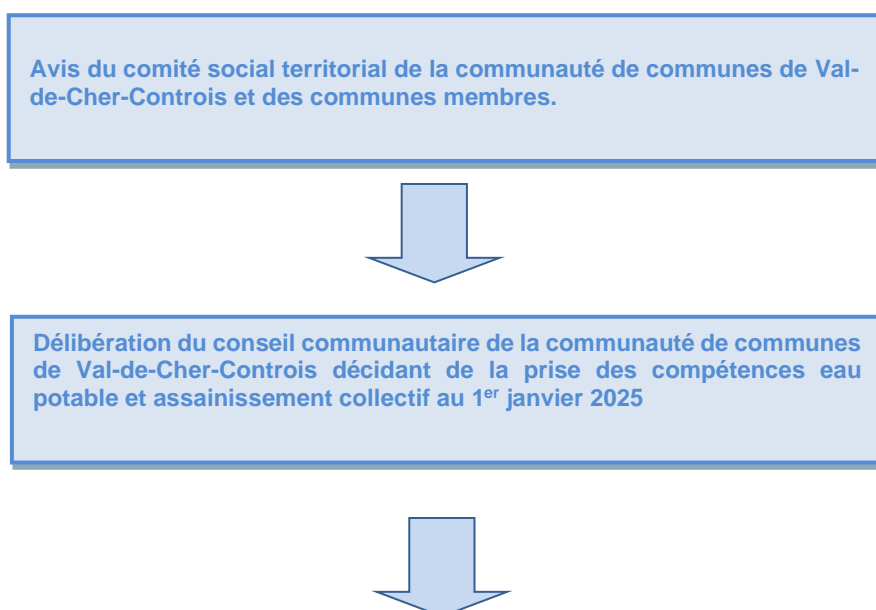 Avis du comité social territorial de la communauté de communes de Val-
de-Cher-Controis et des communes membres.
Délibération du conseil communautaire de la communauté de communes
de Val-de-Cher-Controis décidant de la prise des compétences eau
potable et assainissement collectif au 1er janvier 2025